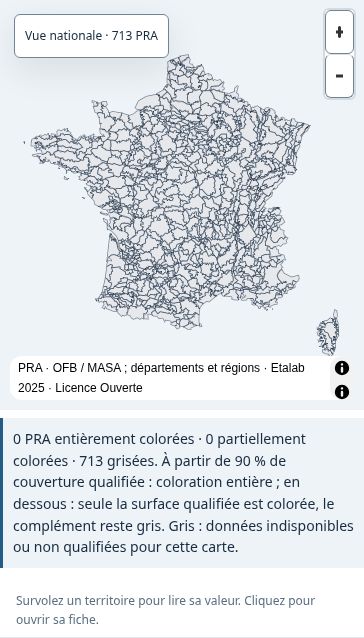 Vue nationale · 713 PRA
+
-
PRA · OFB / MASA ; départements et régions · Etalab
2025 · Licence Ouverte
0 PRA entièrement colorées · 0 partiellement
colorées · 713 grisées. À partir de 90 % de
couverture qualifiée : coloration entière ; en
dessous : seule la surface qualifiée est colorée, le
complément reste gris. Gris : données indisponibles
ou non qualifiées pour cette carte.
Survolez un territoire pour lire sa valeur. Cliquez pour
ouvrir sa fiche.